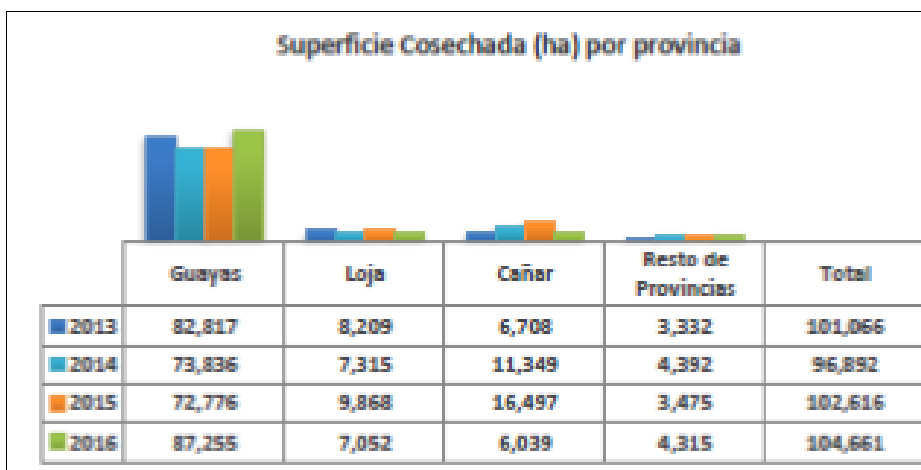 Superficie Cosechada (ha) por provincia
Guayas Loja Cañar Resto de Provincias Total
2013 82,817 8,209 6,708 3,332 101,066
2014 73,836 7,315 11,349 4,392 96,892
2015 72,776 9,868 16,497 3,475 102,616
2016 87,255 7,052 6,039 4,315 104,661